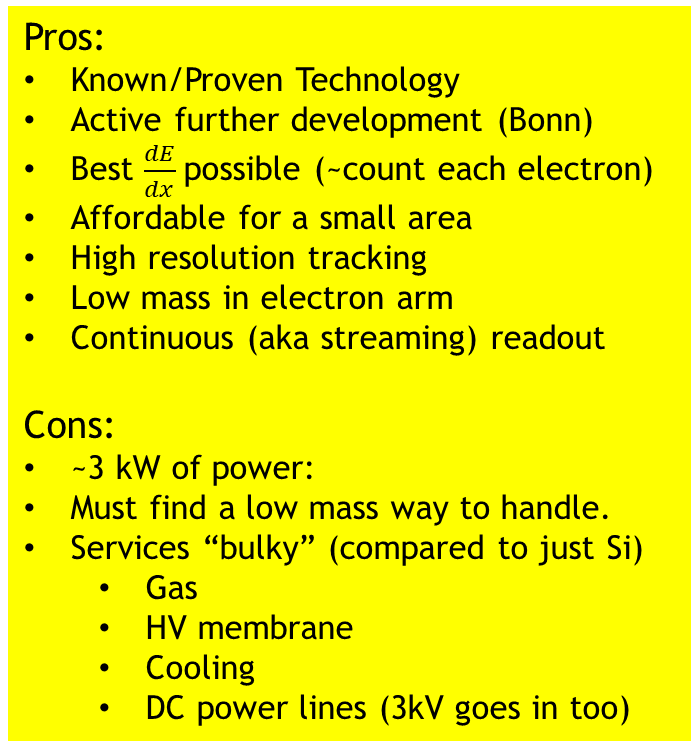 Pros:
• Known/Proven Technology
• Active further development (Bonn)
• Best dE/dx possible (~count each electron)
• Affordable for a small area
• High resolution tracking
• Low mass in electron arm
• Continuous (aka streaming) readout
Cons:
• ~3 kW of power:
• Must find a low mass way to handle.
• Services “bulky” (compared to just Si)
• Gas
• HV membrane
• Cooling
• DC power lines (3kV goes in too)